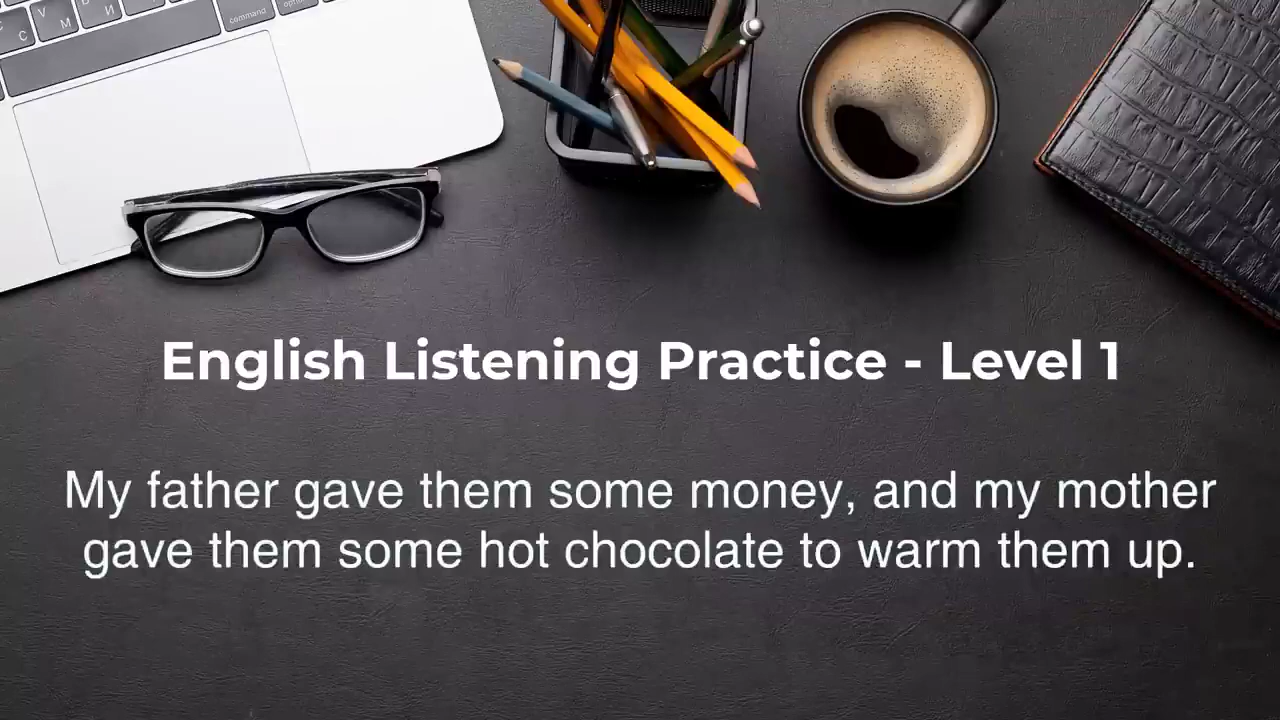 command
English Listening Practice - Level 1
My father gave them some money, and my mother
gave them some hot chocolate to warm them up.